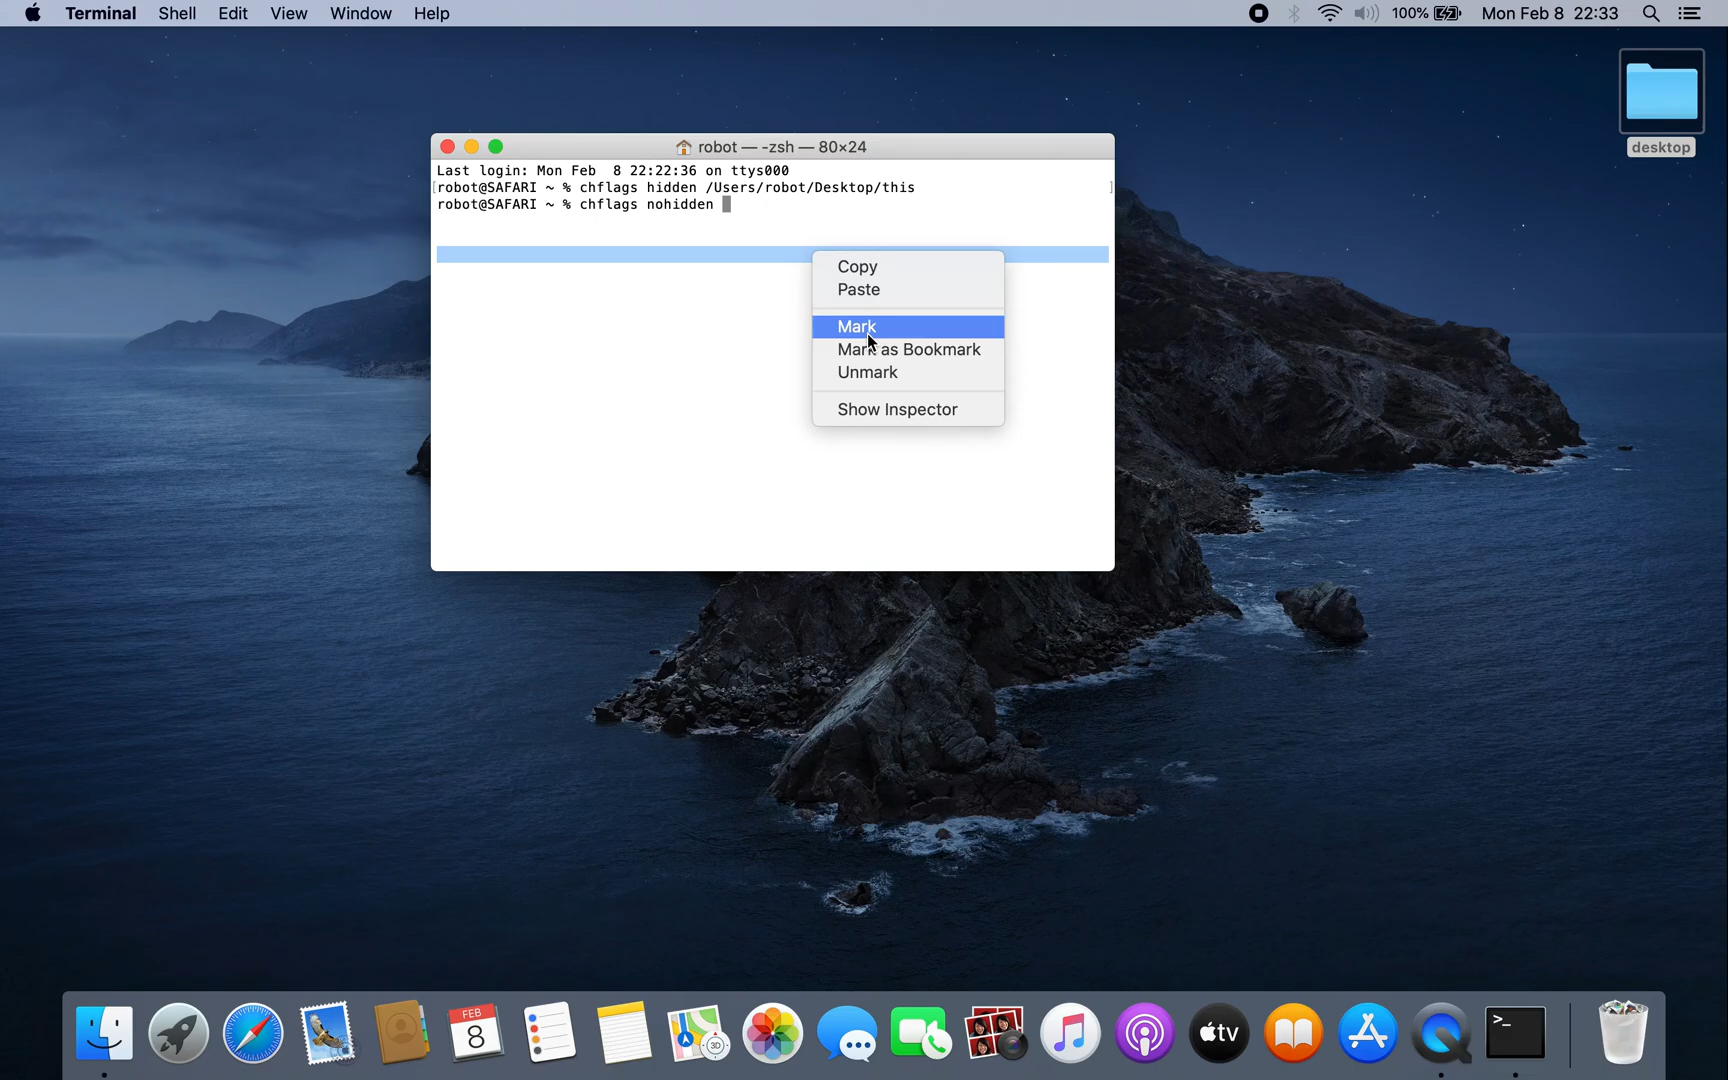 Terminal Shell Edit View Window Help 100% Mon Feb 8 22:33
desktop
robot — -zsh — 80×24
Last login: Mon Feb  8 22:22:36 on ttys000
[robot@SAFARI ~ % chflags hidden /Users/robot/Desktop/this ]
robot@SAFARI ~ % chflags nohidden
Copy
Paste
Mark
Mark as Bookmark
Unmark
Show Inspector
FEB
8
3D
tv
>_